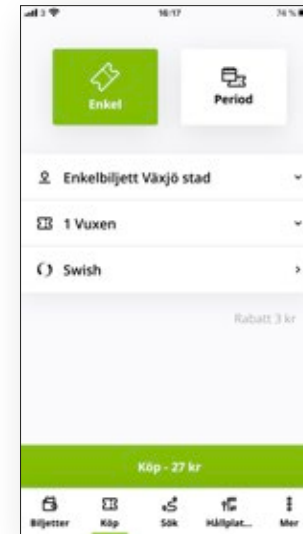 3
16:17
74 %
Enkel
Period
Enkelbiljett Växjö stad
1 Vuxen
Swish
Rabatt 3 kr
Köp - 27 kr
Biljetter Köp Sök Hållplat... Mer